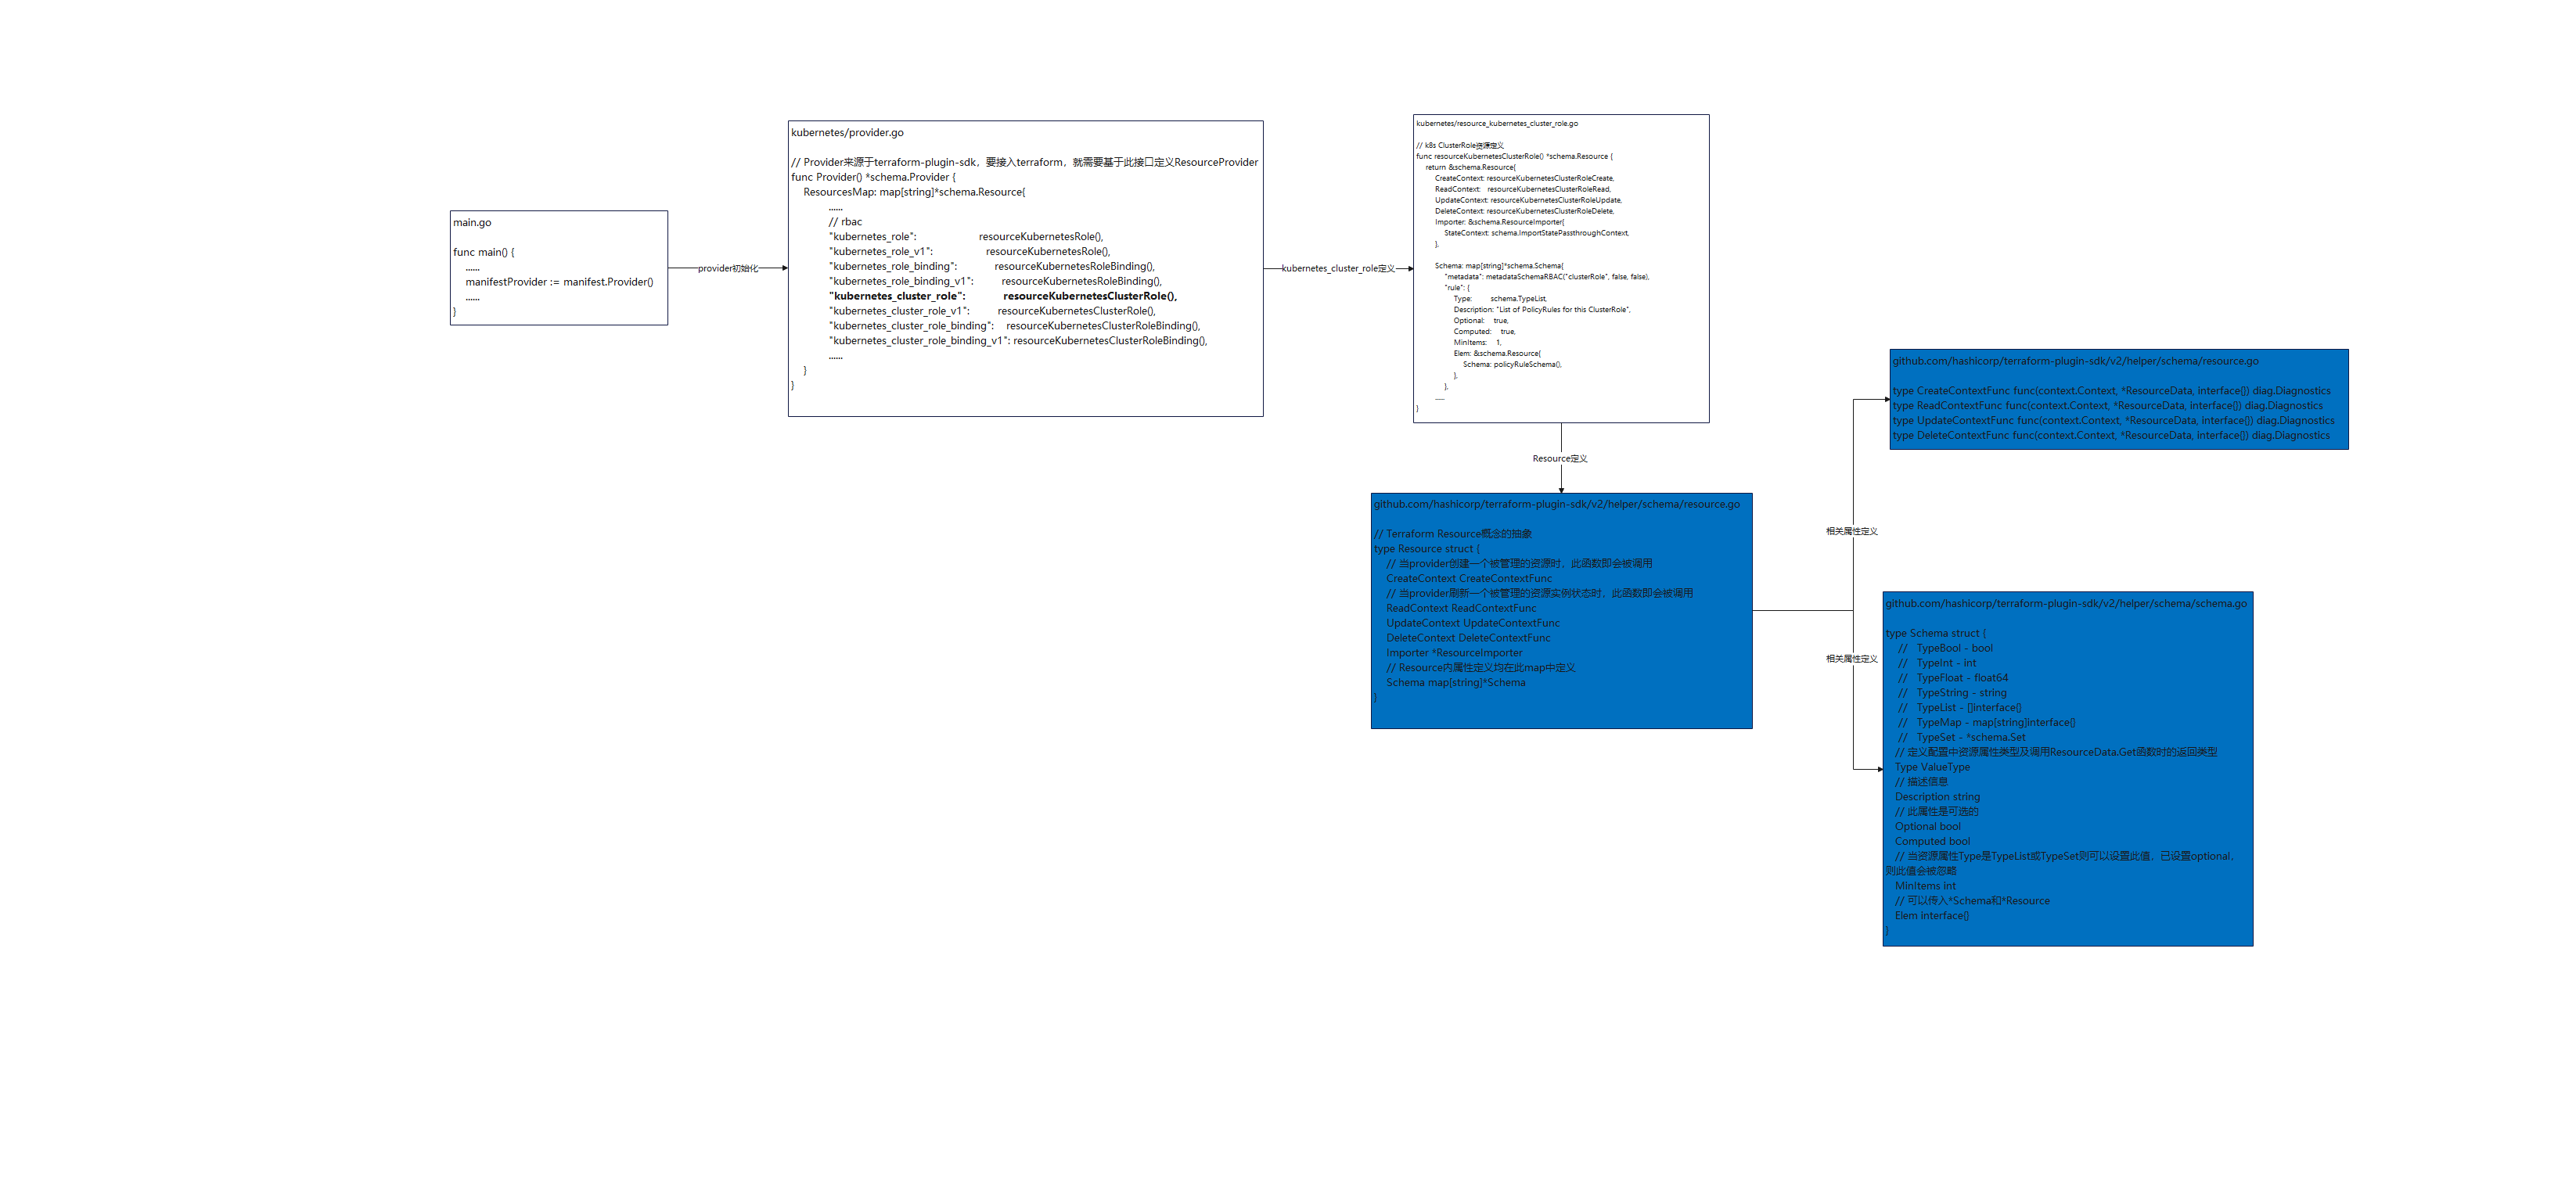 main.go
func main() {
......
manifestProvider := manifest.Provider()
......
}
provider初始化
kubernetes/provider.go
// Provider来源于terraform-plugin-sdk，要接入terraform，就需要基于此接口定义ResourceProvider
func Provider() *schema.Provider {
ResourcesMap: map[string]*schema.Resource{
......
// rbac
"kubernetes_role": resourceKubernetesRole(),
"kubernetes_role_v1": resourceKubernetesRole(),
"kubernetes_role_binding": resourceKubernetesRoleBinding(),
"kubernetes_role_binding_v1": resourceKubernetesRoleBinding(),
"kubernetes_cluster_role": resourceKubernetesClusterRole(),
"kubernetes_cluster_role_v1": resourceKubernetesClusterRole(),
"kubernetes_cluster_role_binding": resourceKubernetesClusterRoleBinding(),
"kubernetes_cluster_role_binding_v1": resourceKubernetesClusterRoleBinding(),
......
}
}
kubernetes_cluster_role定义
kubernetes/resource_kubernetes_cluster_role.go
// k8s ClusterRole资源定义
func resourceKubernetesClusterRole() *schema.Resource {
return &schema.Resource{
CreateContext: resourceKubernetesClusterRoleCreate,
ReadContext: resourceKubernetesClusterRoleRead,
UpdateContext: resourceKubernetesClusterRoleUpdate,
DeleteContext: resourceKubernetesClusterRoleDelete,
Importer: &schema.ResourceImporter{
StateContext: schema.ImportStatePassthroughContext,
},
Schema: map[string]*schema.Schema{
"metadata": metadataSchemaRBAC("clusterRole", false, false),
"rule": {
Type: schema.TypeList,
Description: "List of PolicyRules for this ClusterRole",
Optional: true,
Computed: true,
MinItems: 1,
Elem: &schema.Resource{
Schema: policyRuleSchema(),
},
},
......
}
Resource定义
github.com/hashicorp/terraform-plugin-sdk/v2/helper/schema/resource.go
// Terraform Resource概念的抽象
type Resource struct {
// 当provider创建一个被管理的资源时，此函数即会被调用
CreateContext CreateContextFunc
// 当provider刷新一个被管理的资源实例状态时，此函数即会被调用
ReadContext ReadContextFunc
UpdateContext UpdateContextFunc
DeleteContext DeleteContextFunc
Importer *ResourceImporter
// Resource内属性定义均在此map中定义
Schema map[string]*Schema
}
相关属性定义
github.com/hashicorp/terraform-plugin-sdk/v2/helper/schema/resource.go
type CreateContextFunc func(context.Context, *ResourceData, interface{}) diag.Diagnostics
type ReadContextFunc func(context.Context, *ResourceData, interface{}) diag.Diagnostics
type UpdateContextFunc func(context.Context, *ResourceData, interface{}) diag.Diagnostics
type DeleteContextFunc func(context.Context, *ResourceData, interface{}) diag.Diagnostics
相关属性定义
github.com/hashicorp/terraform-plugin-sdk/v2/helper/schema/schema.go
type Schema struct {
// TypeBool - bool
// TypeInt - int
// TypeFloat - float64
// TypeString - string
// TypeList - []interface{}
// TypeMap - map[string]interface{}
// TypeSet - *schema.Set
// 定义配置中资源属性类型及调用ResourceData.Get函数时的返回类型
Type ValueType
// 描述信息
Description string
// 此属性是可选的
Optional bool
Computed bool
// 当资源属性Type是TypeList或TypeSet则可以设置此值，已设置optional，
则此值会被忽略
MinItems int
// 可以传入*Schema和*Resource
Elem interface{}
}